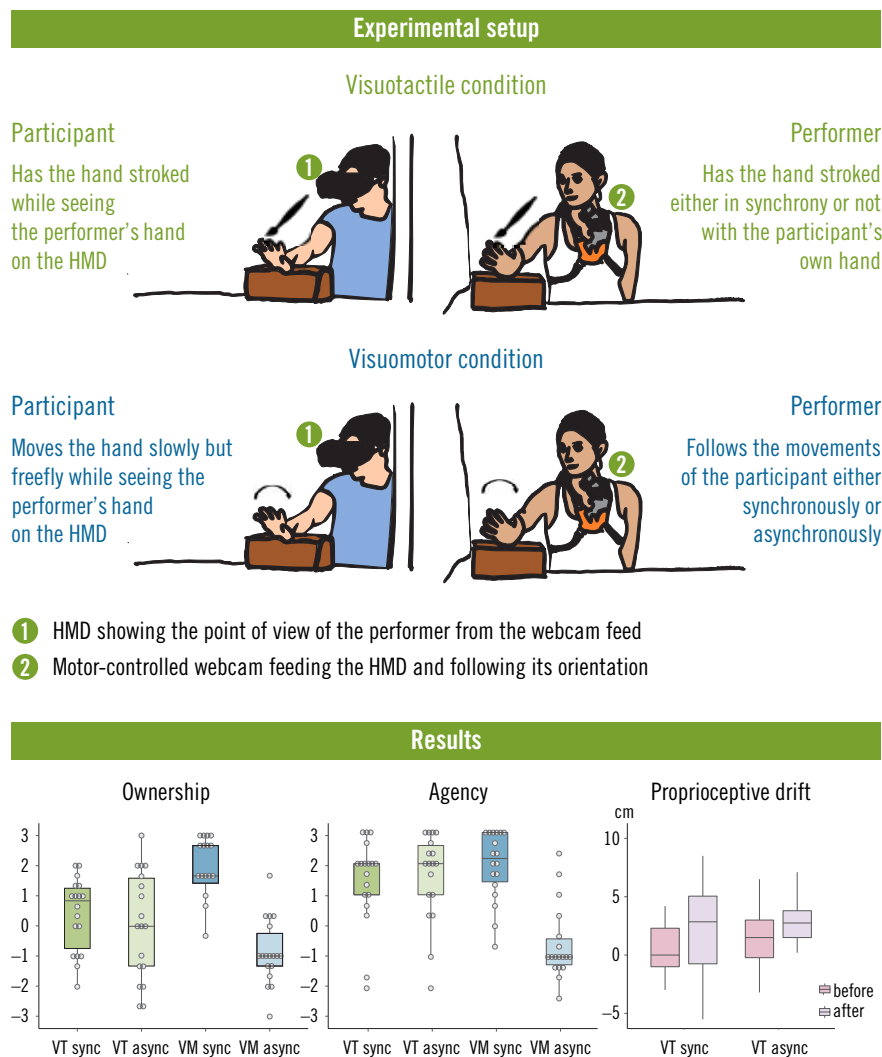 Experimental setup
Visuotactile condition
Participant
Has the hand stroked
while seeing
the performer's hand
on the HMD
1
2
Performer
Has the hand stroked
either in synchrony or not
with the participant's
own hand
Visuomotor condition
Participant
Moves the hand slowly but
freefly while seeing the
performer's hand
on the HMD
1
2
Performer
Follows the movements
of the participant either
synchronously or
asynchronously
1 HMD showing the point of view of the performer from the webcam feed
2 Motor-controlled webcam feeding the HMD and following its orientation
Results
Ownership
3
2
1
0
–1
–2
–3
VT sync VT async VM sync VM async
Agency
3
2
1
0
–1
–2
–3
VT sync VT async VM sync VM async
Proprioceptive drift
cm
10
5
0
–5
before
after
VT sync VT async